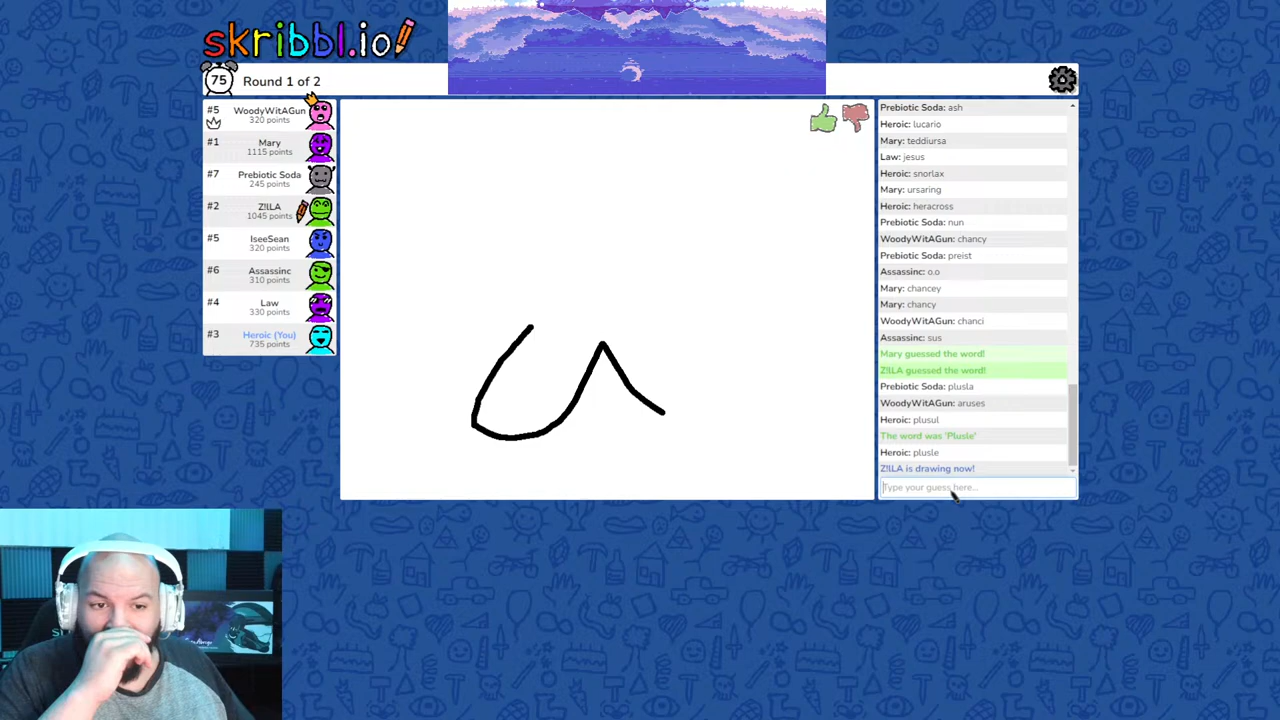 skribbl.io
75
Round 1 of 2
#5 WoodyWitAGun
320 points
#1 Mary
1115 points
#7 Prebiotic Soda
245 points
#2 Z!LA
1045 points
#5 IseeSean
320 points
#6 Assassinc
310 points
#4 Law
330 points
#3 Heroic (You)
735 points
Prebiotic Soda: ash
Heroic: lucario
Mary: teddiursa
Law: jesus
Heroic: snorlax
Mary: ursaring
Heroic: heracross
Prebiotic Soda: nun
WoodyWitAGun: chancy
Prebiotic Soda: preist
Assassinc: o.o
Mary: chancey
Mary: chancy
WoodyWitAGun: chanci
Assassinc: sus
Mary guessed the word!
Z!LA guessed the word!
Prebiotic Soda: plusla
WoodyWitAGun: aruses
Heroic: plusul
The word was 'Plusle'
Heroic: plusle
Z!LA is drawing now!
Type your guess here...